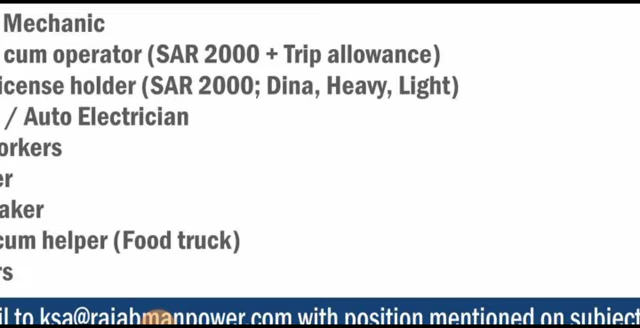 Mechanic
cum operator (SAR 2000 + Trip allowance)
icense holder (SAR 2000; Dina, Heavy, Light)
/ Auto Electrician
orkers
er
aker
cum helper (Food truck)
rs
il to ksa@rajabmanpower.com with position mentioned on subject